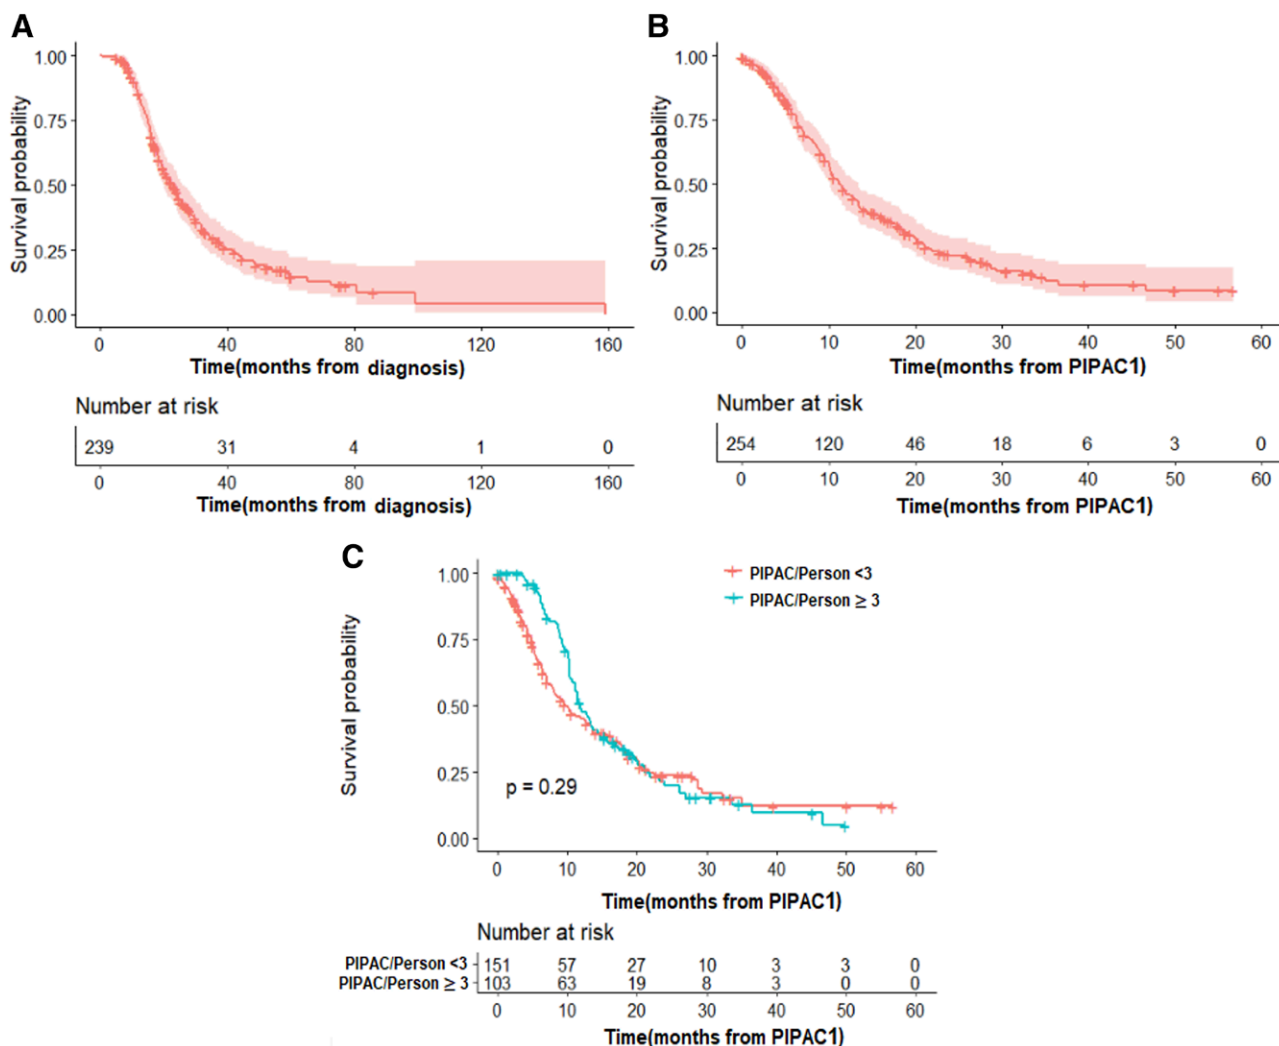 A
Survival probability
1.00
0.75
0.50
0.25
0.00
0 40 80 120 160
Time(months from diagnosis)
Number at risk
239 31 4 1 0
0 40 80 120 160
Time(months from diagnosis)
B
Survival probability
1.00
0.75
0.50
0.25
0.00
0 10 20 30 40 50 60
Time(months from PIPAC1)
Number at risk
254 120 46 18 6 3 0
0 10 20 30 40 50 60
Time(months from PIPAC1)
C
Survival probability
1.00
0.75
0.50
0.25
0.00
PIPAC/Person <3
PIPAC/Person ≥ 3
p = 0.29
0 10 20 30 40 50 60
Time(months from PIPAC1)
Number at risk
PIPAC/Person <3 151 57 27 10 3 3 0
PIPAC/Person ≥ 3 103 63 19 8 3 0 0
0 10 20 30 40 50 60
Time(months from PIPAC1)